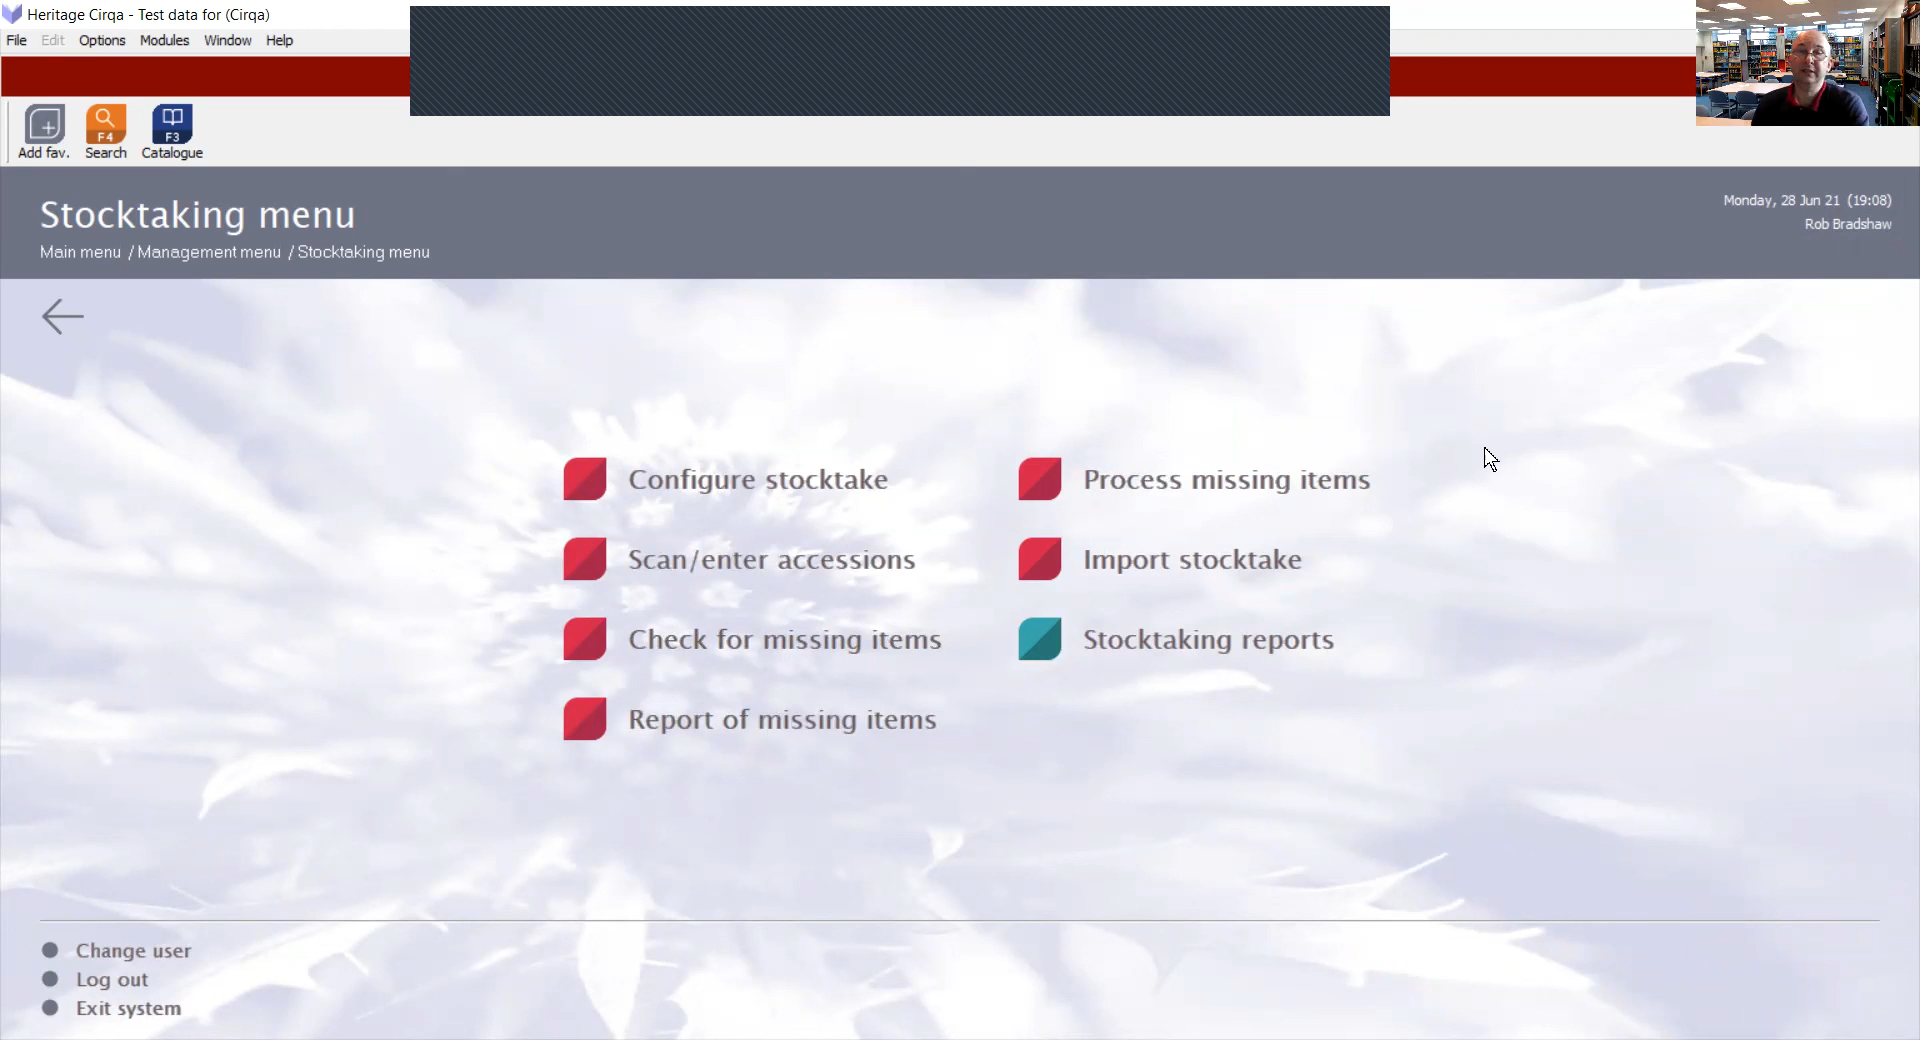 Heritage Cirqa - Test data for (Cirqa)
File Edit Options Modules Window Help
F4 F3
Add fav. Search Catalogue
Stocktaking menu
Monday, 28 Jun 21 (19:08)
Rob Bradshaw
Main menu / Management menu / Stocktaking menu
Configure stocktake
Process missing items
Scan/enter accessions
Import stocktake
Check for missing items
Stocktaking reports
Report of missing items
Change user
Log out
Exit system